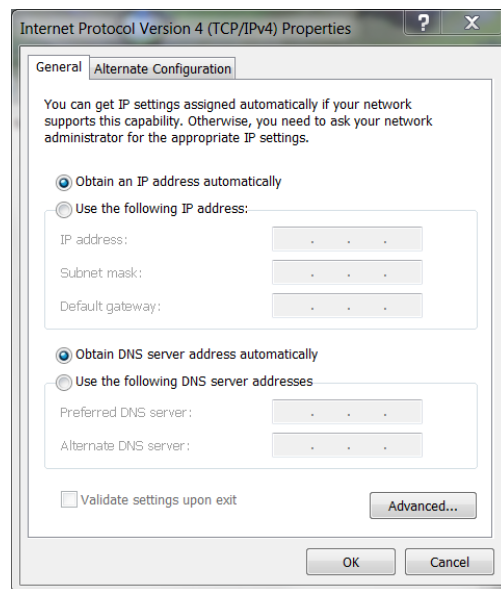 Internet Protocol Version 4 (TCP/IPv4) Properties
? X
General Alternate Configuration
You can get IP settings assigned automatically if your network
supports this capability. Otherwise, you need to ask your network
administrator for the appropriate IP settings.
Obtain an IP address automatically
Use the following IP address:
IP address: . . .
Subnet mask: . . .
Default gateway: . . .
Obtain DNS server address automatically
Use the following DNS server addresses
Preferred DNS server: . . .
Alternate DNS server: . . .
Validate settings upon exit
Advanced...
OK Cancel